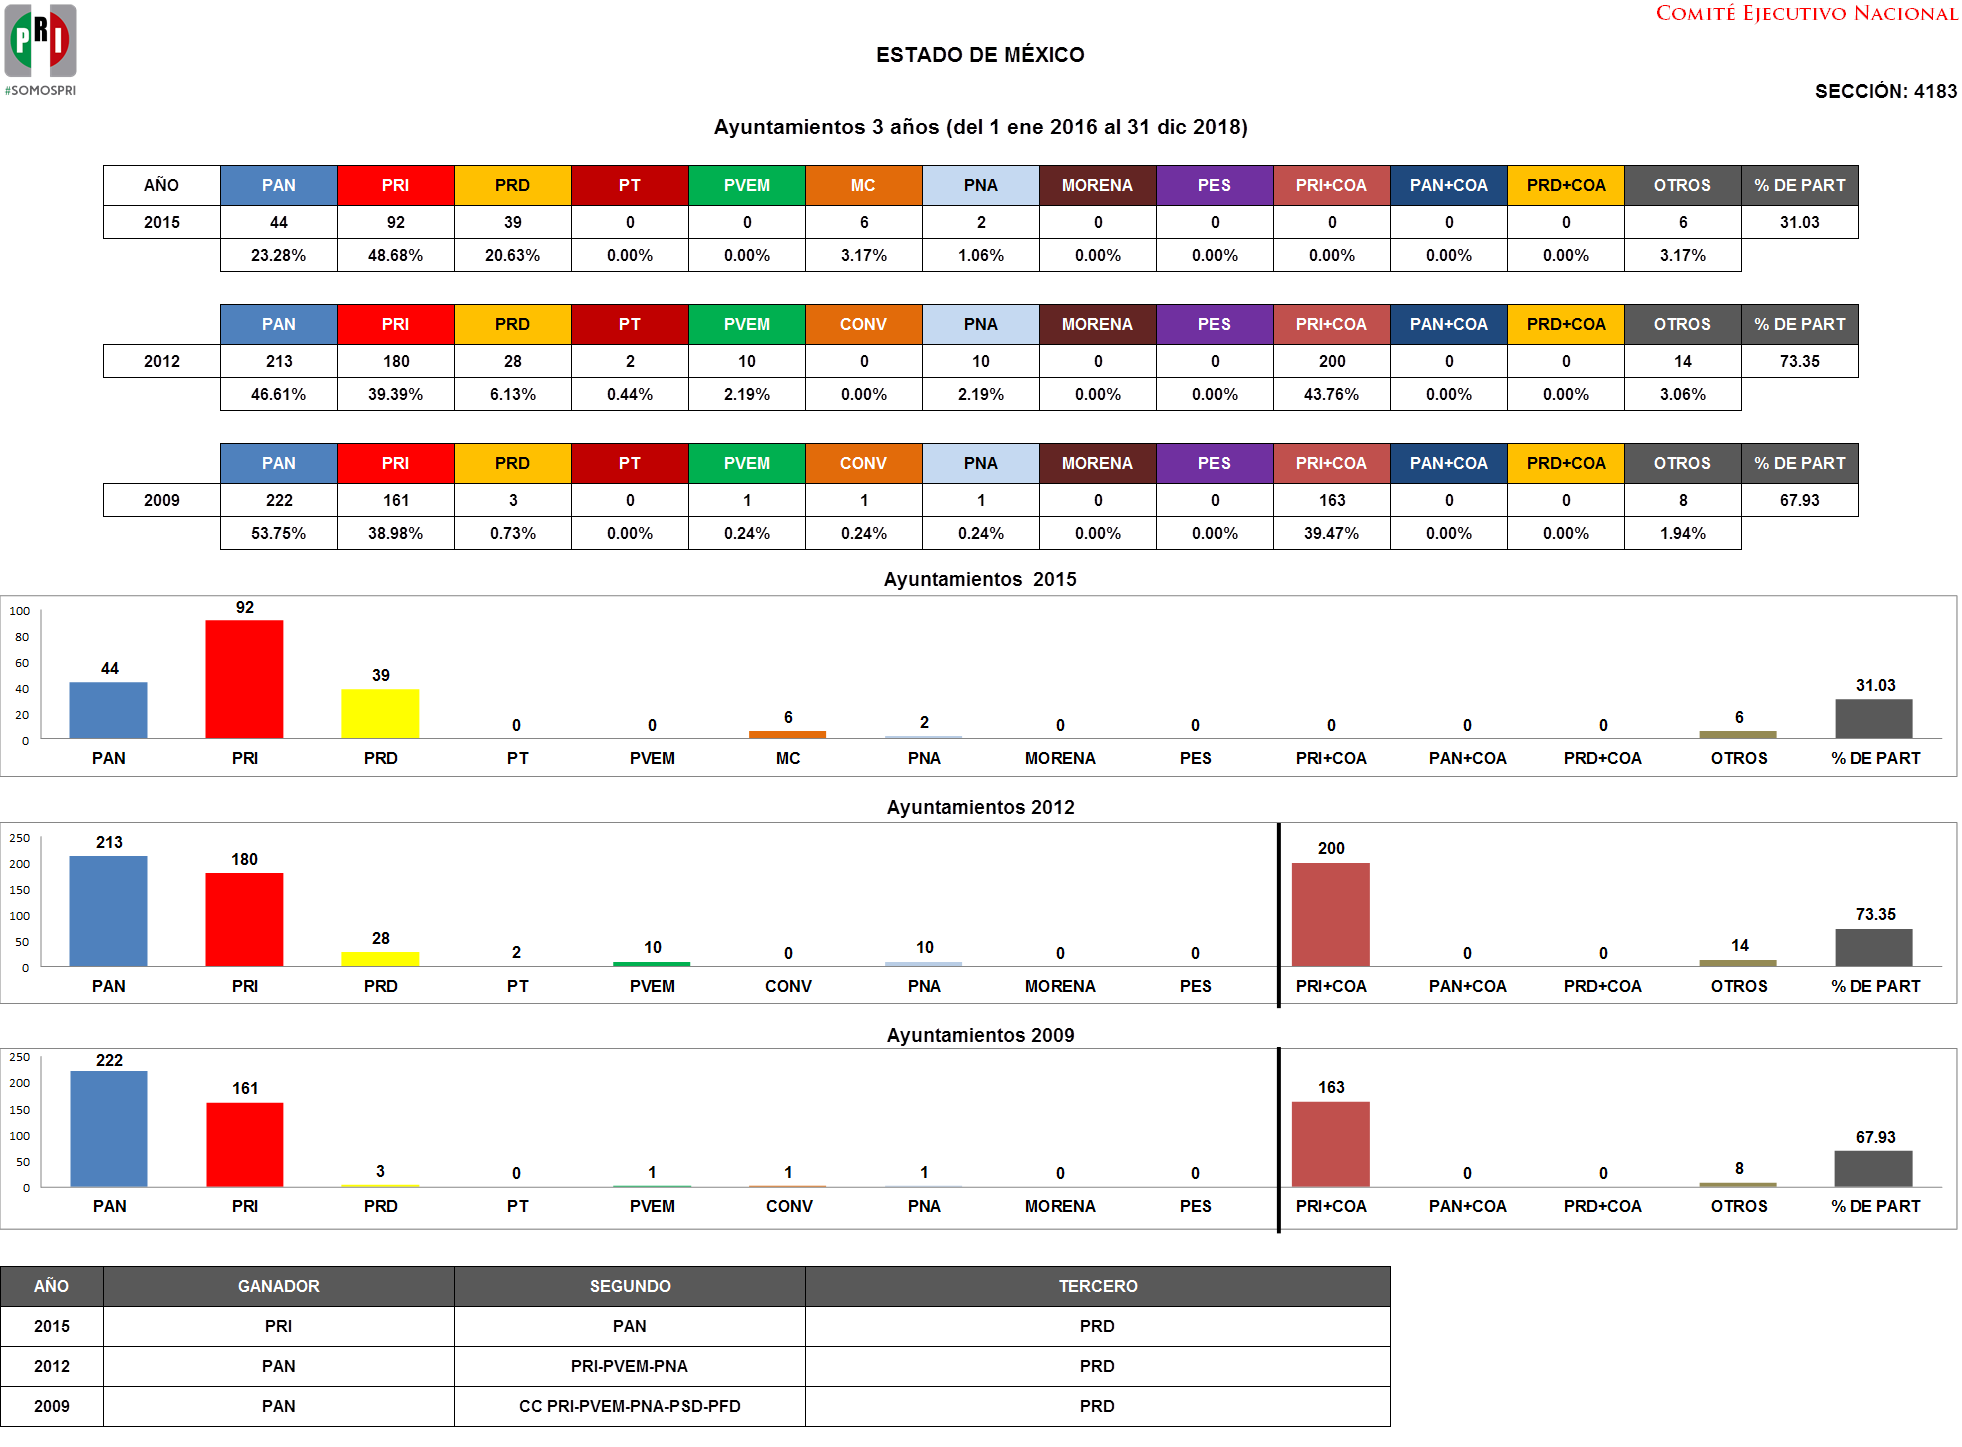 PRI
#SOMOSPRI
COMITÉ EJECUTIVO NACIONAL
ESTADO DE MÉXICO
SECCIÓN: 4183
Ayuntamientos 3 años (del 1 ene 2016 al 31 dic 2018)
AÑO PAN PRI PRD PT PVEM MC PNA MORENA PES PRI+COA PAN+COA PRD+COA OTROS % DE PART
2015 44 92 39 0 0 6 2 0 0 0 0 0 6 31.03
23.28% 48.68% 20.63% 0.00% 0.00% 3.17% 1.06% 0.00% 0.00% 0.00% 0.00% 0.00% 3.17%
PAN PRI PRD PT PVEM CONV PNA MORENA PES PRI+COA PAN+COA PRD+COA OTROS % DE PART
2012 213 180 28 2 10 0 10 0 0 200 0 0 14 73.35
46.61% 39.39% 6.13% 0.44% 2.19% 0.00% 2.19% 0.00% 0.00% 43.76% 0.00% 0.00% 3.06%
PAN PRI PRD PT PVEM CONV PNA MORENA PES PRI+COA PAN+COA PRD+COA OTROS % DE PART
2009 222 161 3 0 1 1 1 0 0 163 0 0 8 67.93
53.75% 38.98% 0.73% 0.00% 0.24% 0.24% 0.24% 0.00% 0.00% 39.47% 0.00% 0.00% 1.94%
Ayuntamientos 2015
100
80
60
40
20
0
44 92 39 0 0 6 2 0 0 0 0 0 6 31.03
PAN PRI PRD PT PVEM MC PNA MORENA PES PRI+COA PAN+COA PRD+COA OTROS % DE PART
Ayuntamientos 2012
250
200
150
100
50
0
213 180 28 2 10 0 10 0 0 200 0 0 14 73.35
PAN PRI PRD PT PVEM CONV PNA MORENA PES PRI+COA PAN+COA PRD+COA OTROS % DE PART
Ayuntamientos 2009
250
200
150
100
50
0
222 161 3 0 1 1 1 0 0 163 0 0 8 67.93
PAN PRI PRD PT PVEM CONV PNA MORENA PES PRI+COA PAN+COA PRD+COA OTROS % DE PART
AÑO GANADOR SEGUNDO TERCERO
2015 PRI PAN PRD
2012 PAN PRI-PVEM-PNA PRD
2009 PAN CC PRI-PVEM-PNA-PSD-PFD PRD